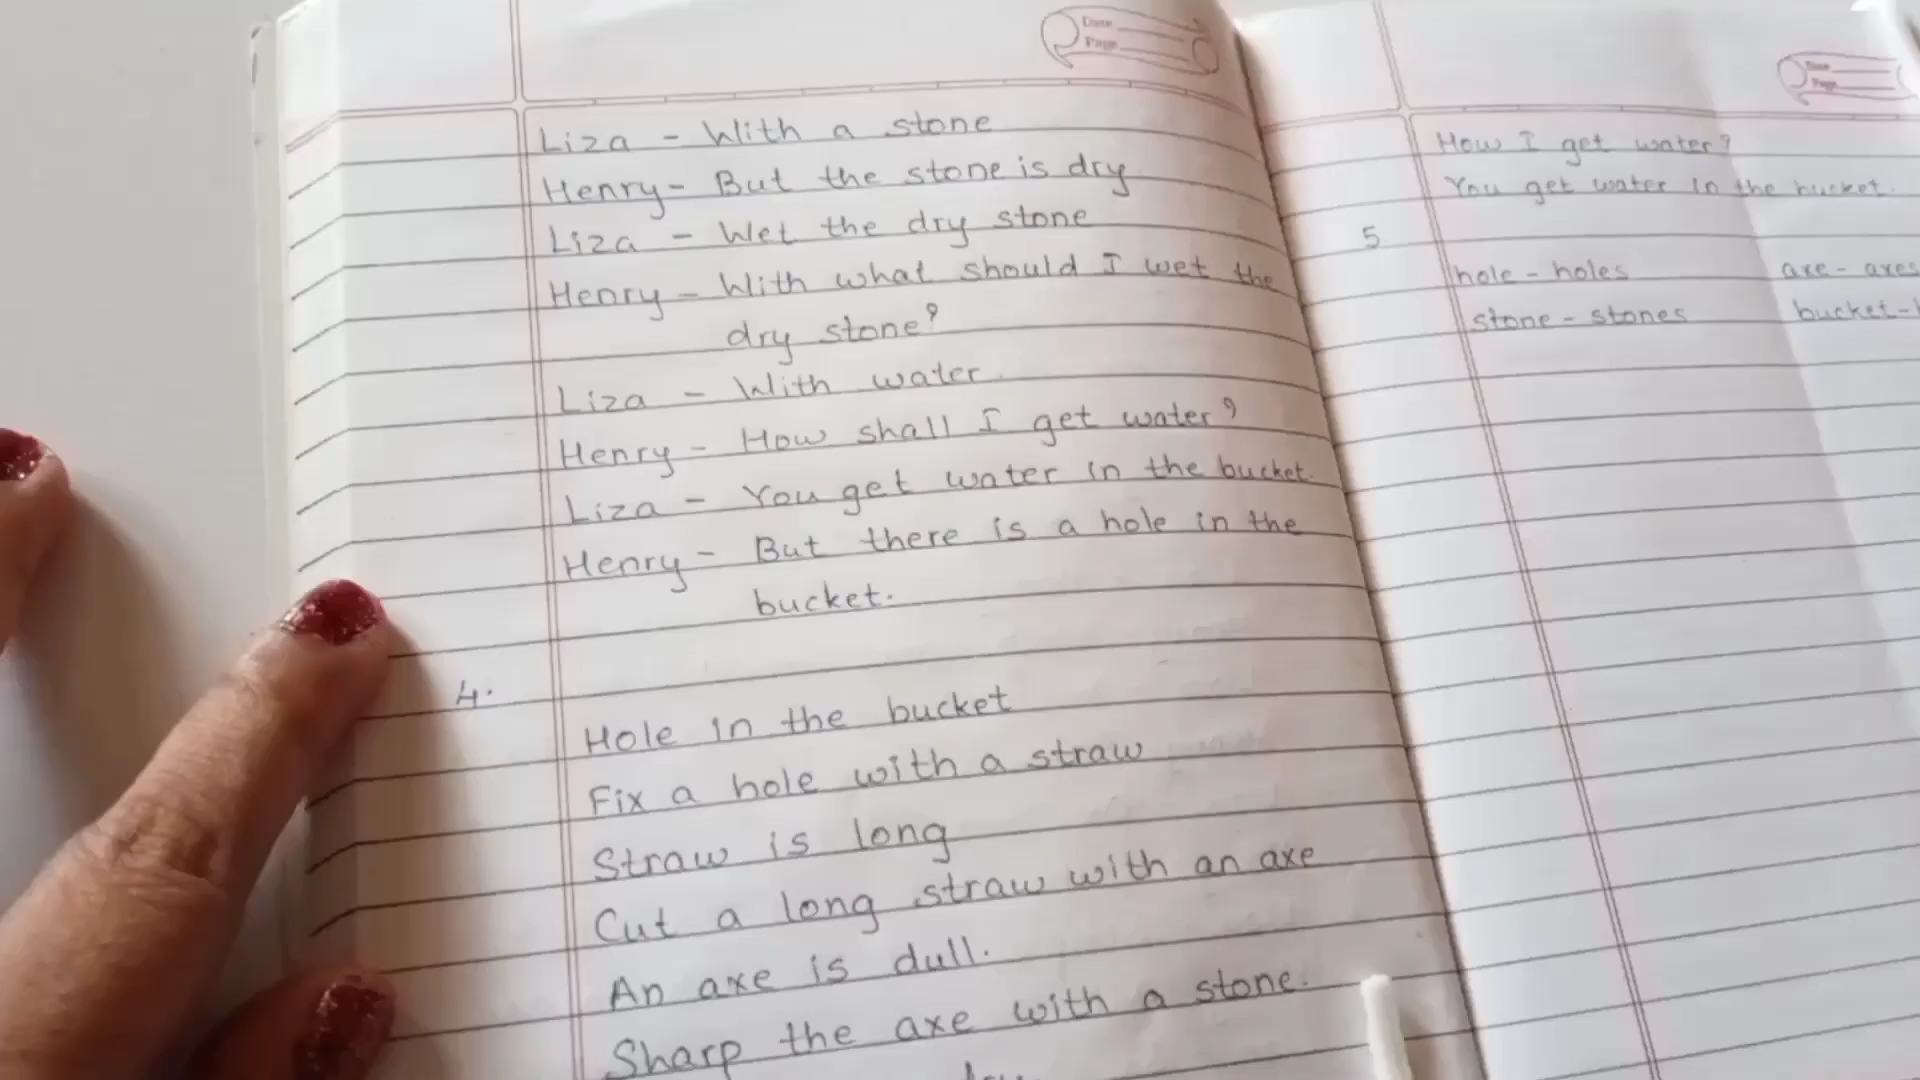 Date
Page
Liza - With a stone
Henry - But the stone is dry
Liza - Wet the dry stone
Henry - With what should I wet the
dry stone?
Liza - With water.
Henry - How shall I get water?
Liza - You get water in the bucket.
Henry - But there is a hole in the
bucket.
4.
Hole in the bucket
Fix a hole with a straw
Straw is long
Cut a long straw with an axe
An axe is dull.
Sharp the axe with a stone.
Date
Page
How I get water?
You get water in the bucket.
5
hole - holes axe - axes
stone - stones bucket -